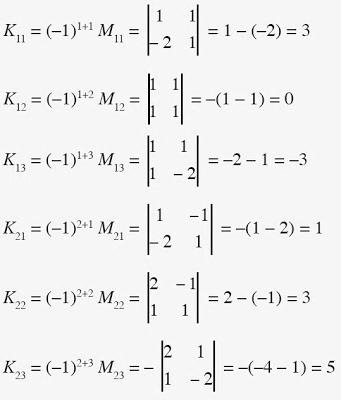 K₁₁ = (−1)¹⁺¹ M₁₁ = |1 1; −2 1| = 1 − (−2) = 3
K₁₂ = (−1)¹⁺² M₁₂ = |1 1; 1 1| = −(1 − 1) = 0
K₁₃ = (−1)¹⁺³ M₁₃ = |1 1; 1 −2| = −2 − 1 = −3
K₂₁ = (−1)²⁺¹ M₂₁ = |1 −1; −2 1| = −(1 − 2) = 1
K₂₂ = (−1)²⁺² M₂₂ = |2 −1; 1 1| = 2 − (−1) = 3
K₂₃ = (−1)²⁺³ M₂₃ = − |2 1; 1 −2| = −(−4 − 1) = 5